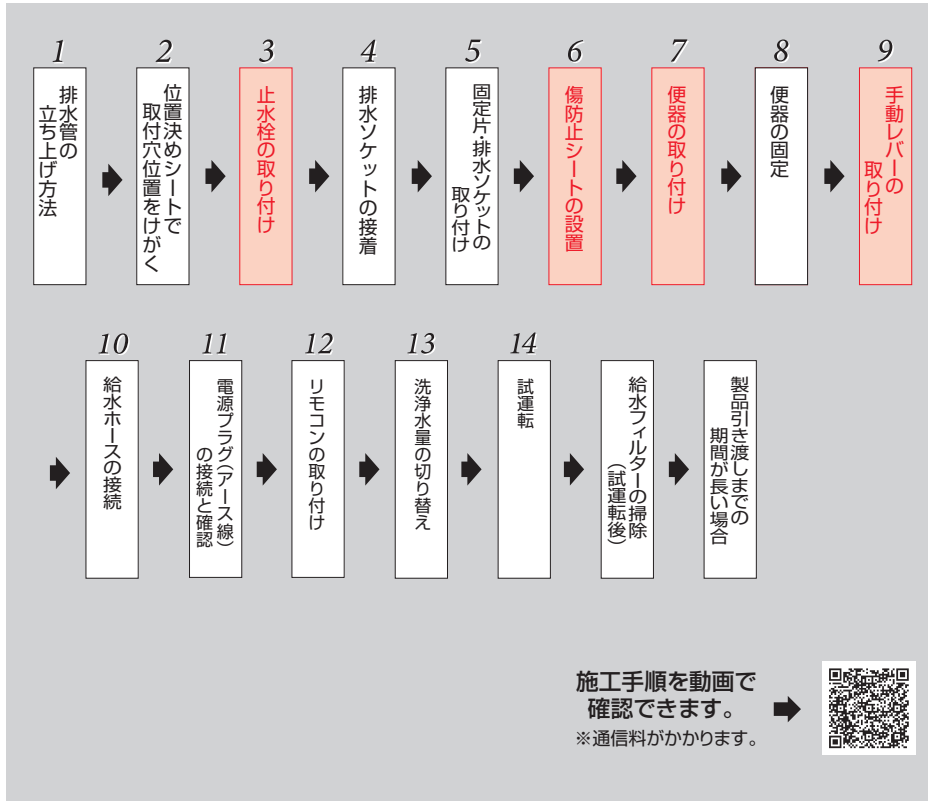 1
排水管の
立ち上げ方法
2
位置決めシートで
取付穴位置をけがく
3
止水栓の取り付け
4
排水ソケットの接着
5
固定片・排水ソケットの
取り付け
6
傷防止シートの設置
7
便器の取り付け
8
便器の固定
9
手動レバーの
取り付け
10
給水ホースの接続
11
電源プラグ(アース線)
の接続と確認
12
リモコンの取り付け
13
洗浄水量の切り替え
14
試運転
給水フィルターの掃除
(試運転後)
製品引き渡しまでの
期間が長い場合
施工手順を動画で
確認できます。
※通信料がかかります。